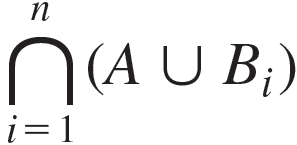 ⋂_{i=1}^{n} (A ∪ B_i)